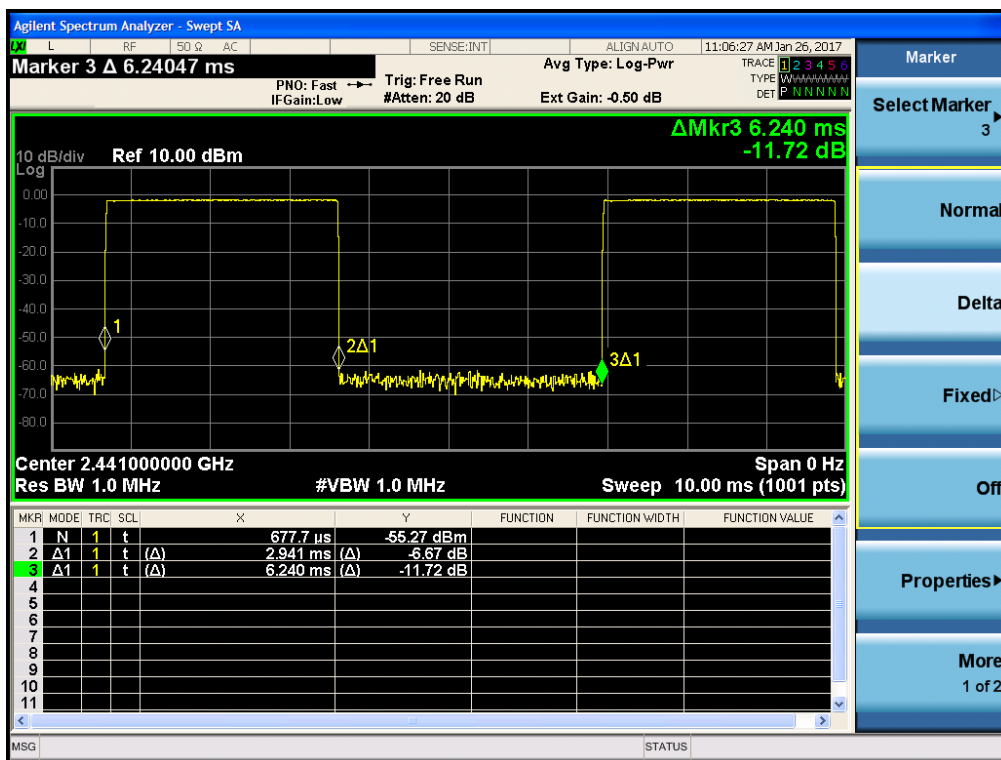 Agilent Spectrum Analyzer - Swept SA
LXI L RF 50 Ω AC SENSE:INT ALIGN AUTO 11:06:27 AM Jan 26, 2017
Marker 3 Δ 6.24047 ms
PNO: Fast
IFGain:Low
Trig: Free Run
#Atten: 20 dB
Avg Type: Log-Pwr
Ext Gain: -0.50 dB
TRACE 1 2 3 4 5 6
TYPE WWWWWW
DET P N N N N N
ΔMkr3 6.240 ms
-11.72 dB
10 dB/div Ref 10.00 dBm
Log
0.00
-10.0
-20.0
-30.0
-40.0
-50.0
-60.0
-70.0
-80.0
1
2Δ1
3Δ1
Center 2.441000000 GHz Span 0 Hz
Res BW 1.0 MHz #VBW 1.0 MHz Sweep 10.00 ms (1001 pts)
MKR MODE TRC SCL X Y FUNCTION FUNCTION WIDTH FUNCTION VALUE
1 N 1 t 677.7 µs -55.27 dBm
2 Δ1 1 t (Δ) 2.941 ms (Δ) -6.67 dB
3 Δ1 1 t (Δ) 6.240 ms (Δ) -11.72 dB
4
5
6
7
8
9
10
11
MSG STATUS
Marker
Select Marker
3
Normal
Delta
Fixed
Off
Properties
More
1 of 2